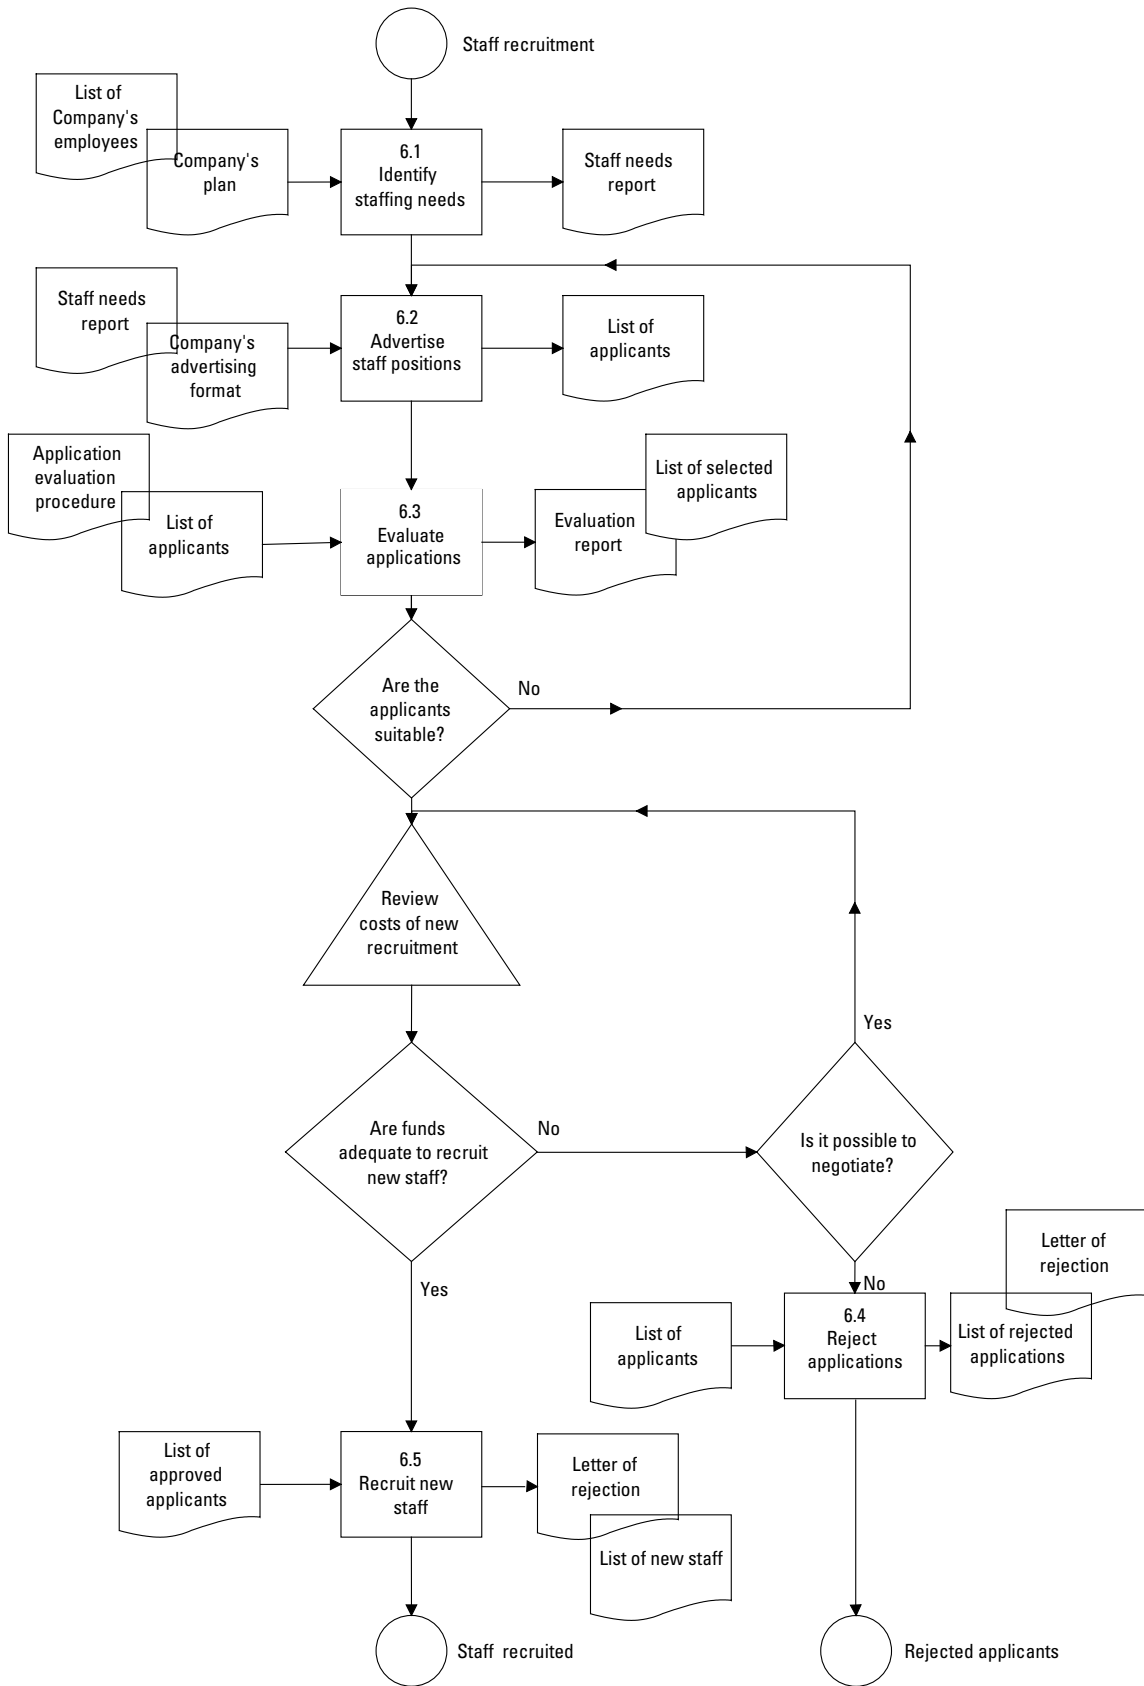 Staff recruitment
List of
Company's
employees
Company's
plan
6.1
Identify
staffing needs
Staff needs
report
Staff needs
report
Company's
advertising
format
6.2
Advertise
staff positions
List of
applicants
Application
evaluation
procedure
List of
applicants
6.3
Evaluate
applications
Evaluation
report
List of selected
applicants
Are the
applicants
suitable?
No
Review
costs of new
recruitment
Yes
Are funds
adequate to recruit
new staff?
No
Is it possible to
negotiate?
Yes
No
List of
applicants
6.4
Reject
applications
Letter of
rejection
List of rejected
applications
List of
approved
applicants
6.5
Recruit new
staff
Letter of
rejection
List of new staff
Staff recruited
Rejected applicants